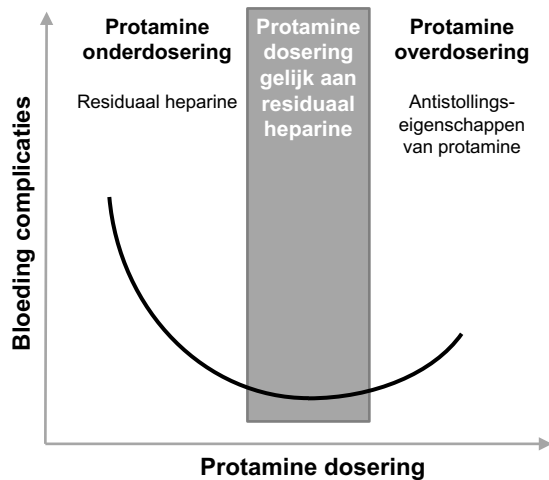 Protamine
onderdosering
Residuaal heparine
Protamine
dosering
gelijk aan
residuaal
heparine
Protamine
overdosering
Antistollings-
eigenschappen
van protamine
Bloeding complicaties
Protamine dosering